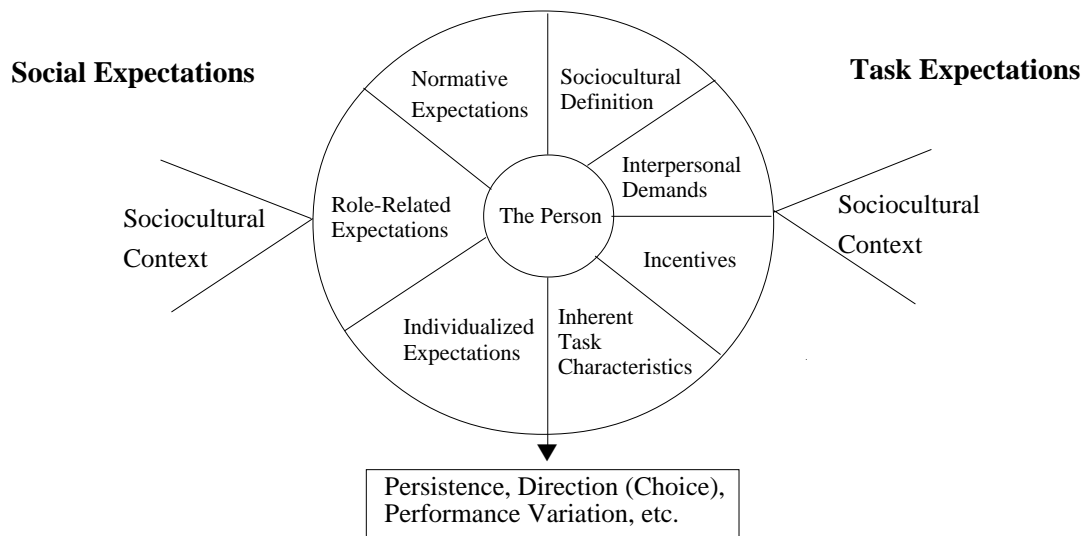 Social Expectations
Task Expectations
Normative
Expectations
Sociocultural
Definition
Interpersonal
Demands
Role-Related
Expectations
The Person
Sociocultural
Context
Sociocultural
Context
Incentives
Individualized
Expectations
Inherent
Task
Characteristics
Persistence, Direction (Choice),
Performance Variation, etc.